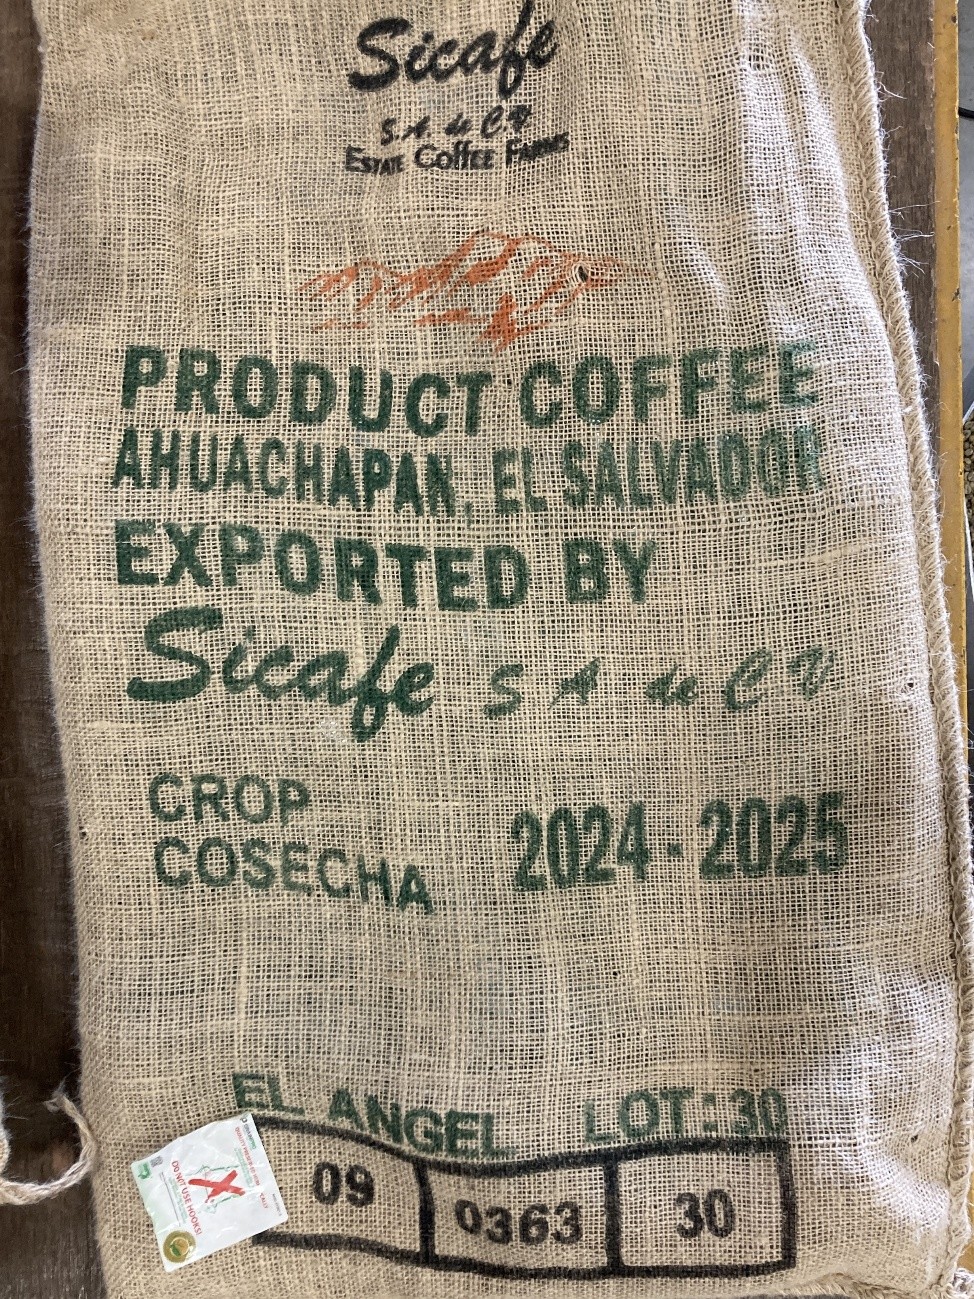 Sicafe
S.A. de C.V
ESTATE COFFEE FARMS
PRODUCT COFFEE
AHUACHAPAN, EL SALVADOR
EXPORTED BY
Sicafe S A de C V
CROP
COSECHA 2024-2025
EL ANGEL LOT:30
09 0363 30
DO NOT USE HOOKS!